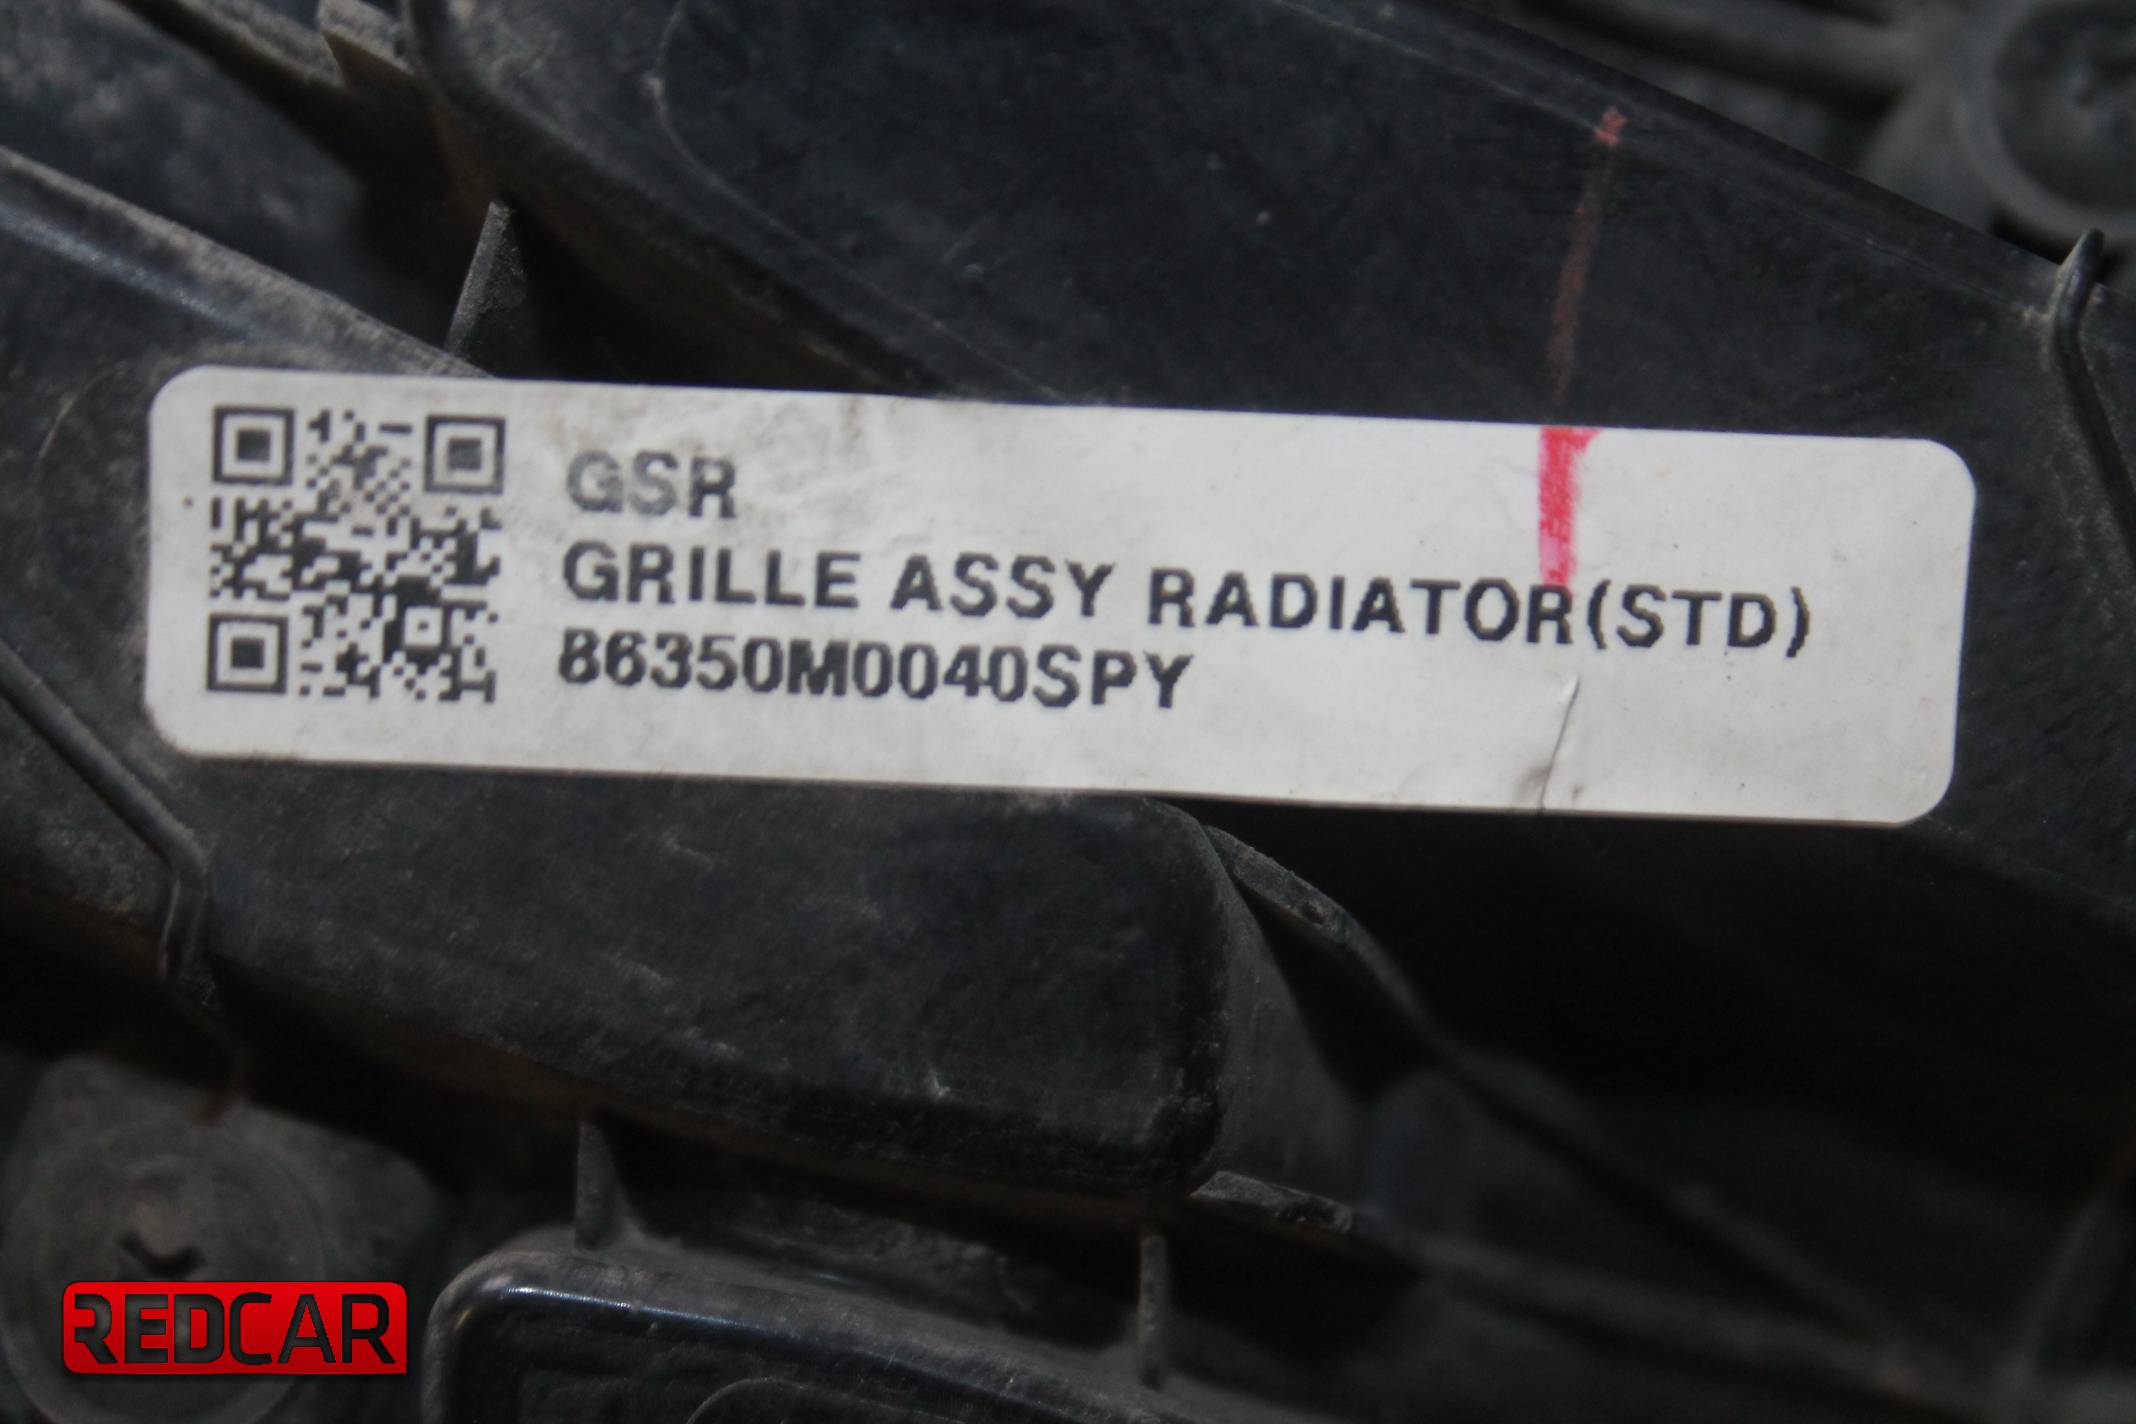 GSR
GRILLE ASSY RADIATOR(STD)
86350M0040SPY
REDCAR